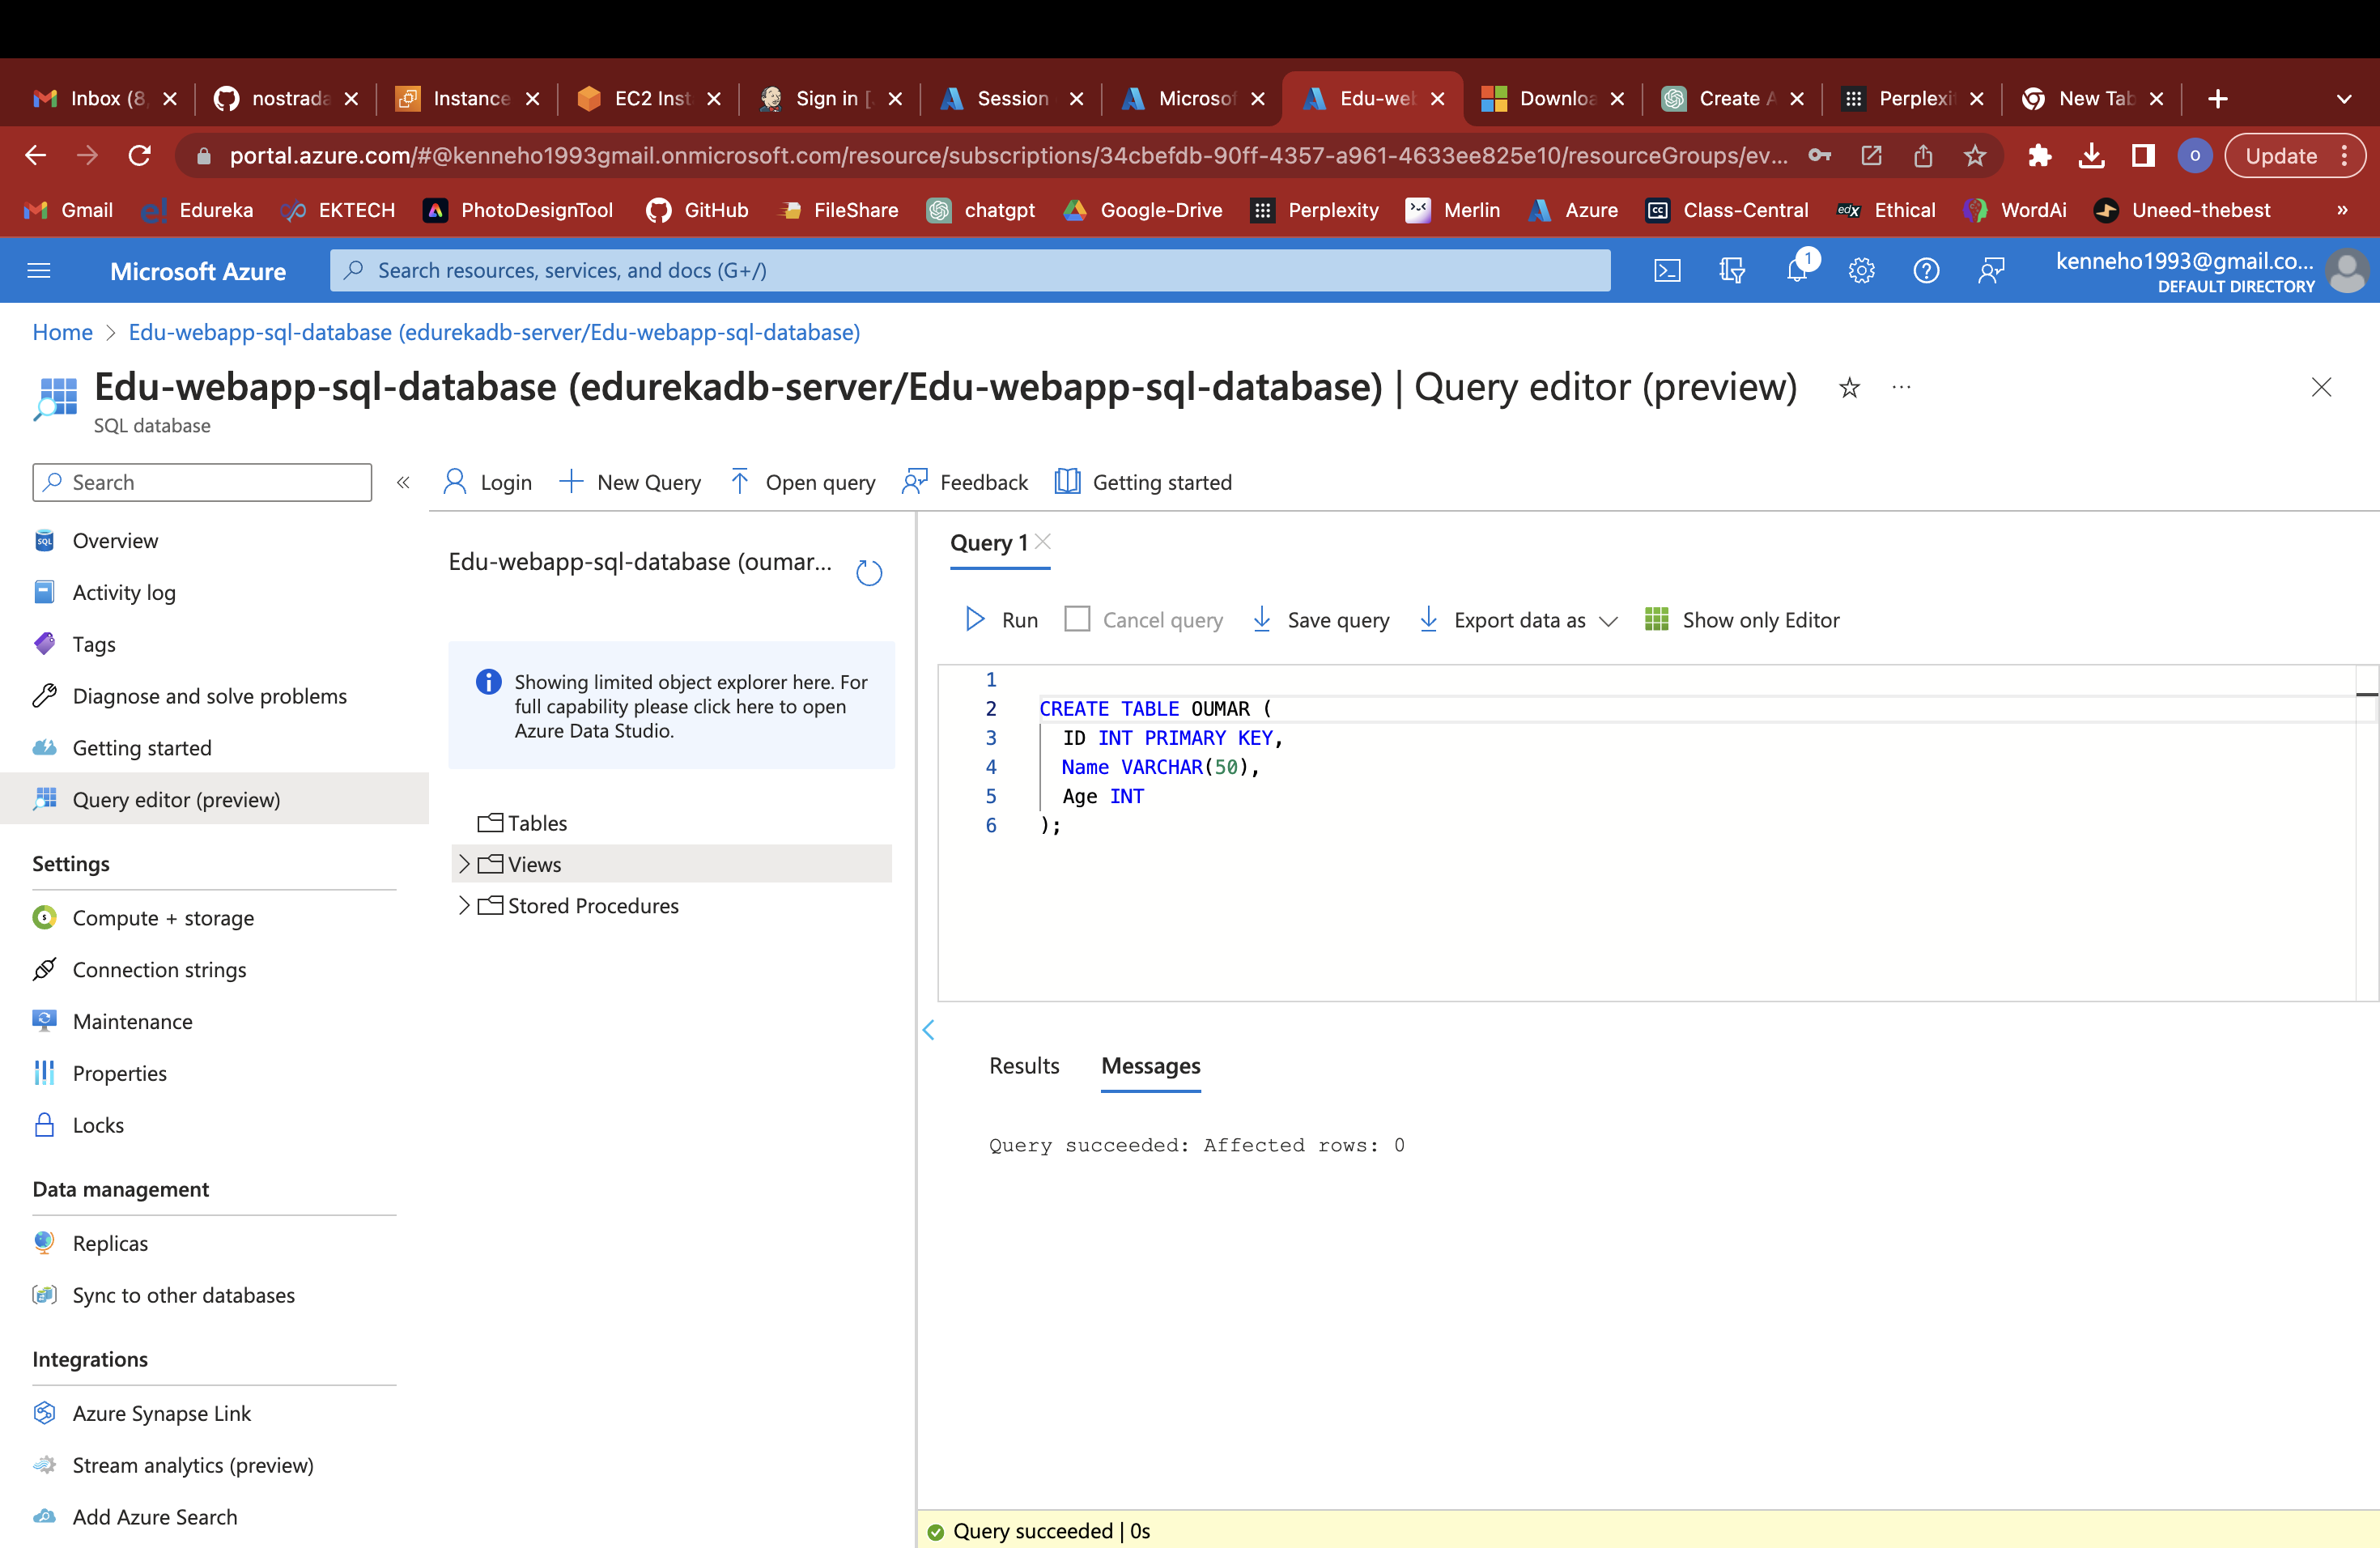 Inbox (8,
nostrada
Instance
EC2 Inst
Sign in [
Session
Microsof
Edu-web
Downloa
Create A
Perplexi
New Tab
portal.azure.com/#@kenneho1993gmail.onmicrosoft.com/resource/subscriptions/34cbefdb-90ff-4357-a961-4633ee825e10/resourceGroups/ev...
O
Update
Gmail
Edureka
EKTECH
PhotoDesignTool
GitHub
FileShare
chatgpt
Google-Drive
Perplexity
Merlin
Azure
Class-Central
Ethical
WordAi
Uneed-thebest
»
Microsoft Azure
Search resources, services, and docs (G+/)
1
kenneho1993@gmail.co...
DEFAULT DIRECTORY
Home > Edu-webapp-sql-database (edurekadb-server/Edu-webapp-sql-database)
Edu-webapp-sql-database (edurekadb-server/Edu-webapp-sql-database) | Query editor (preview)
SQL database
Search
«
Login
New Query
Open query
Feedback
Getting started
Overview
Activity log
Tags
Diagnose and solve problems
Getting started
Query editor (preview)
Settings
Compute + storage
Connection strings
Maintenance
Properties
Locks
Data management
Replicas
Sync to other databases
Integrations
Azure Synapse Link
Stream analytics (preview)
Add Azure Search
Edu-webapp-sql-database (oumar...
Showing limited object explorer here. For
full capability please click here to open
Azure Data Studio.
Tables
Views
Stored Procedures
Query 1
Run
Cancel query
Save query
Export data as
Show only Editor
1
2 CREATE TABLE OUMAR (
3 ID INT PRIMARY KEY,
4 Name VARCHAR(50),
5 Age INT
6 );
Results
Messages
Query succeeded: Affected rows: 0
Query succeeded | 0s